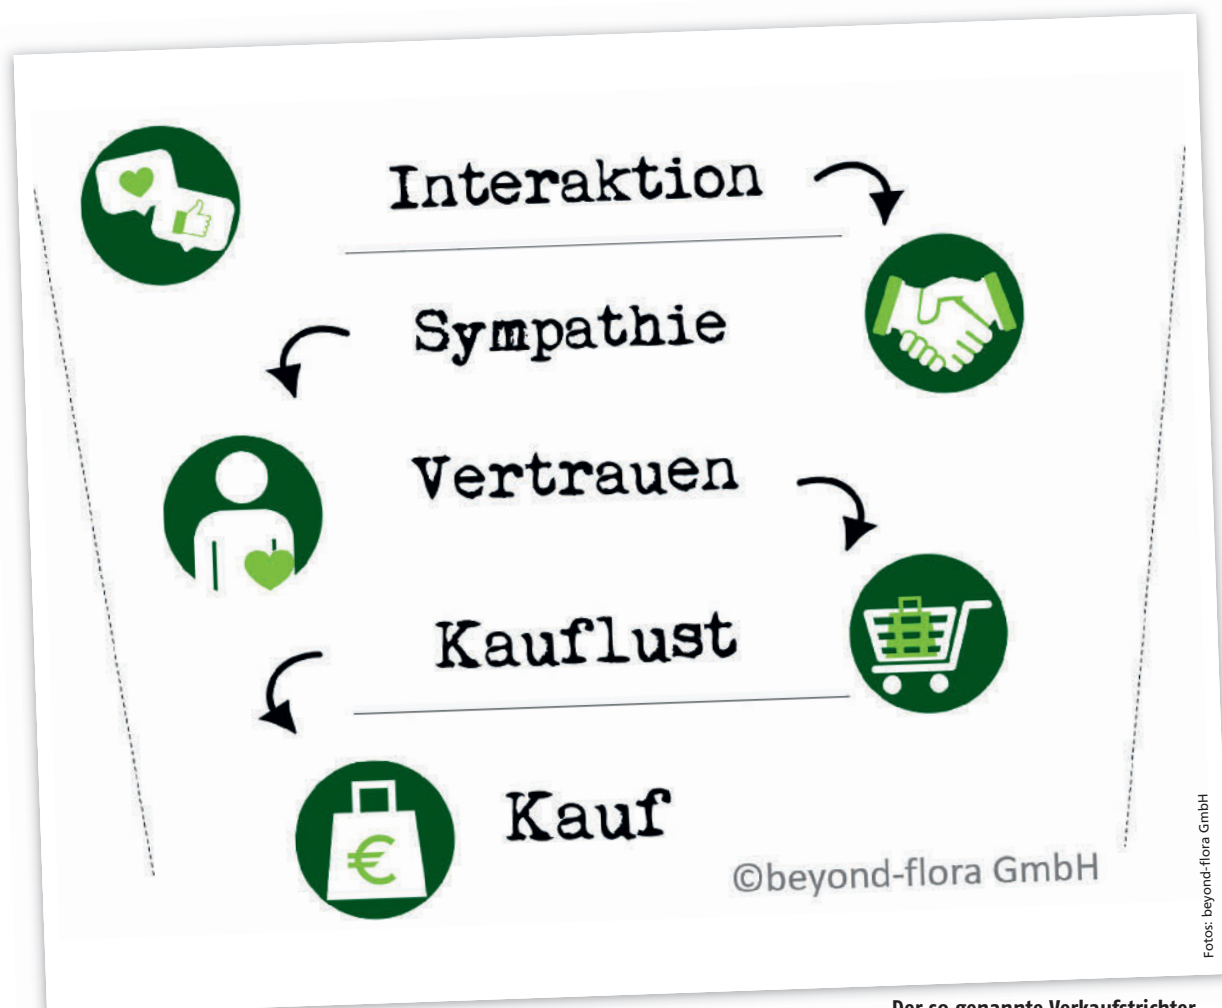 Interaktion
Sympathie
Vertrauen
Kauflust
Kauf
€
©beyond-flora GmbH
Fotos: beyond-flora GmbH
Der so genannte Verkaufstrichter